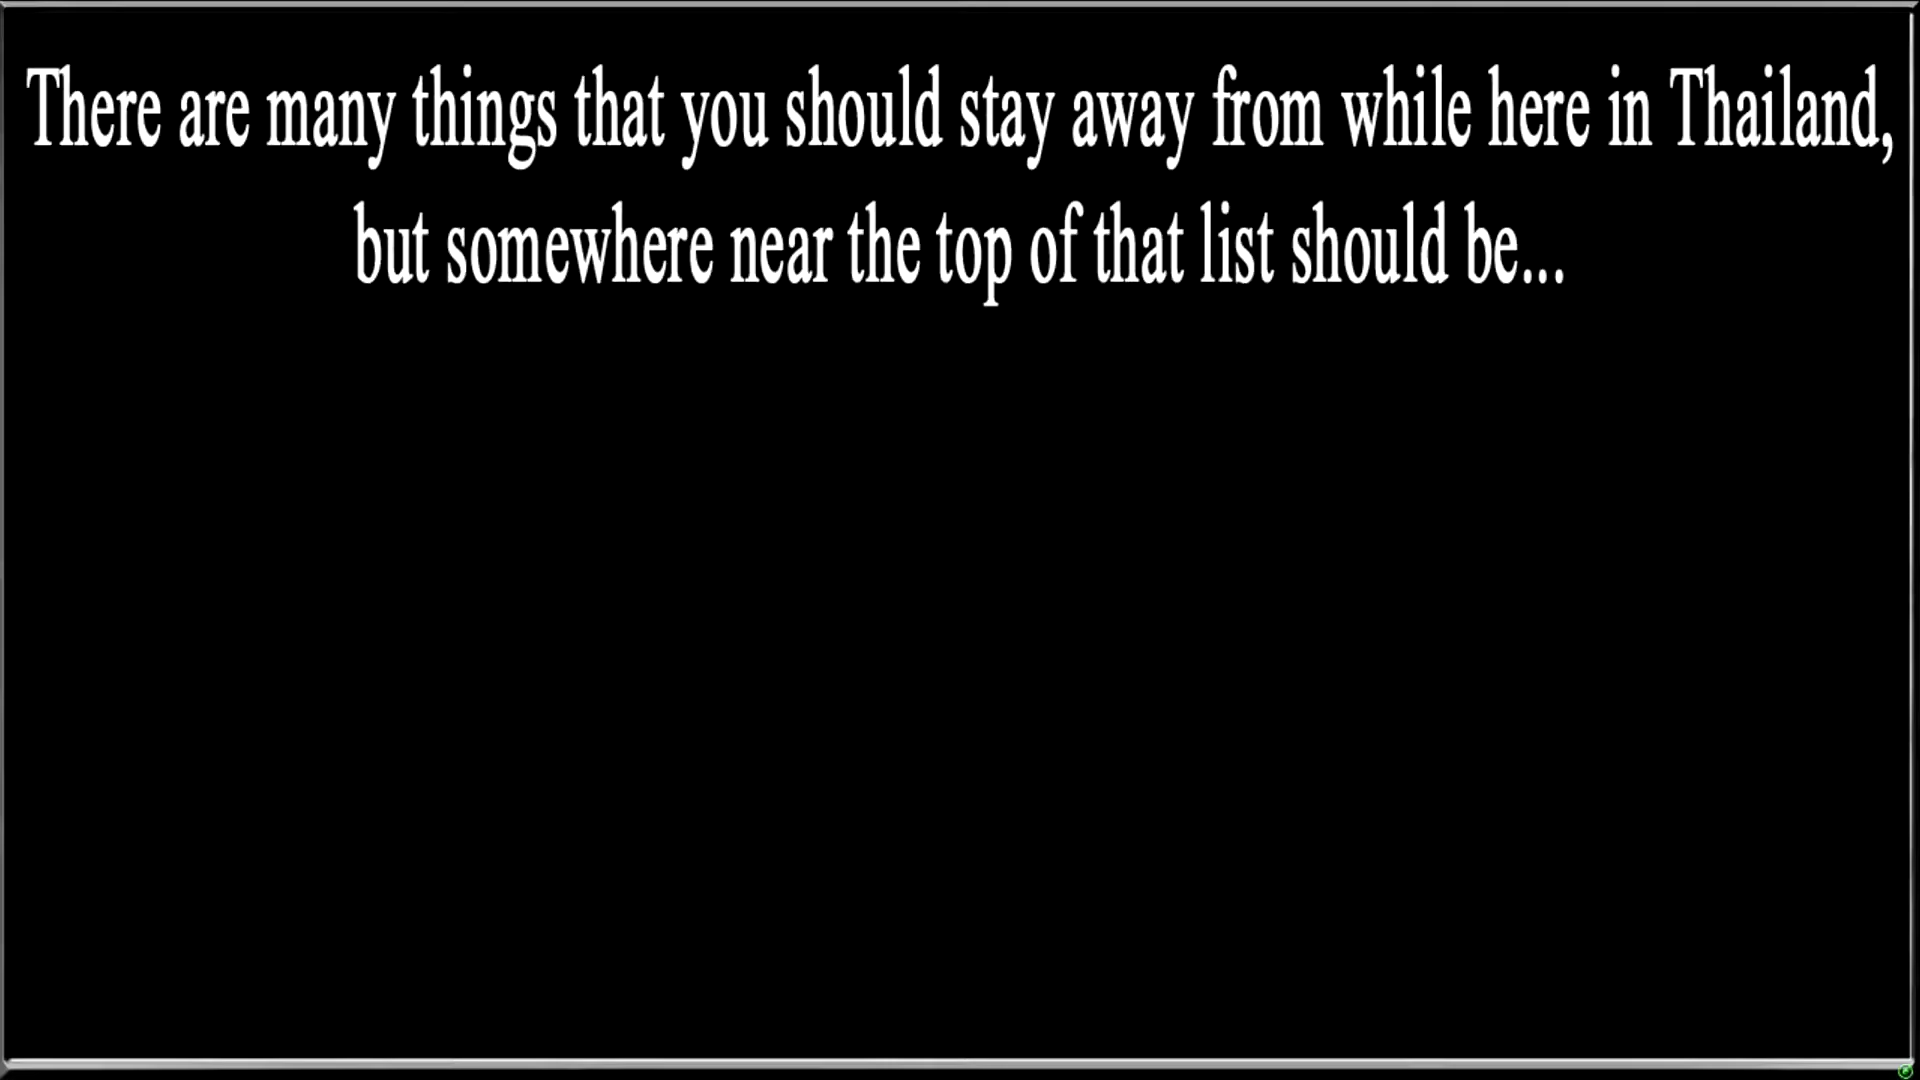 There are many things that you should stay away from while here in Thailand,
but somewhere near the top of that list should be...